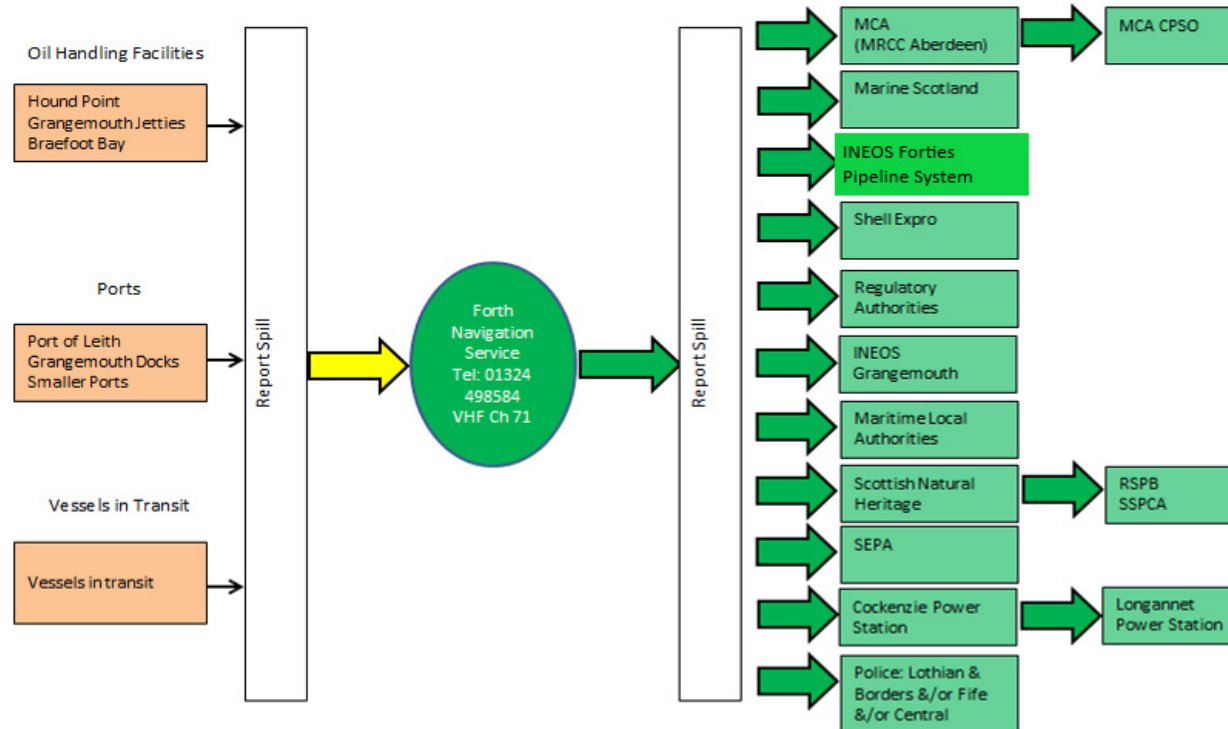 Oil Handling Facilities
Hound Point
Grangemouth Jetties
Braefoot Bay
Ports
Port of Leith
Grangemouth Docks
Smaller Ports
Vessels in Transit
Vessels in transit
Report Spill
Forth
Navigation
Service
Tel: 01324
498584
VHF Ch 71
Report Spill
MCA
(MRCC Aberdeen)
MCA CPSO
Marine Scotland
INEOS Forties
Pipeline System
Shell Expro
Regulatory
Authorities
INEOS
Grangemouth
Maritime Local
Authorities
Scottish Natural
Heritage
RSPB
SSPCA
SEPA
Cockenzie Power
Station
Longannet
Power Station
Police: Lothian &
Borders &/or Fife
&/or Central